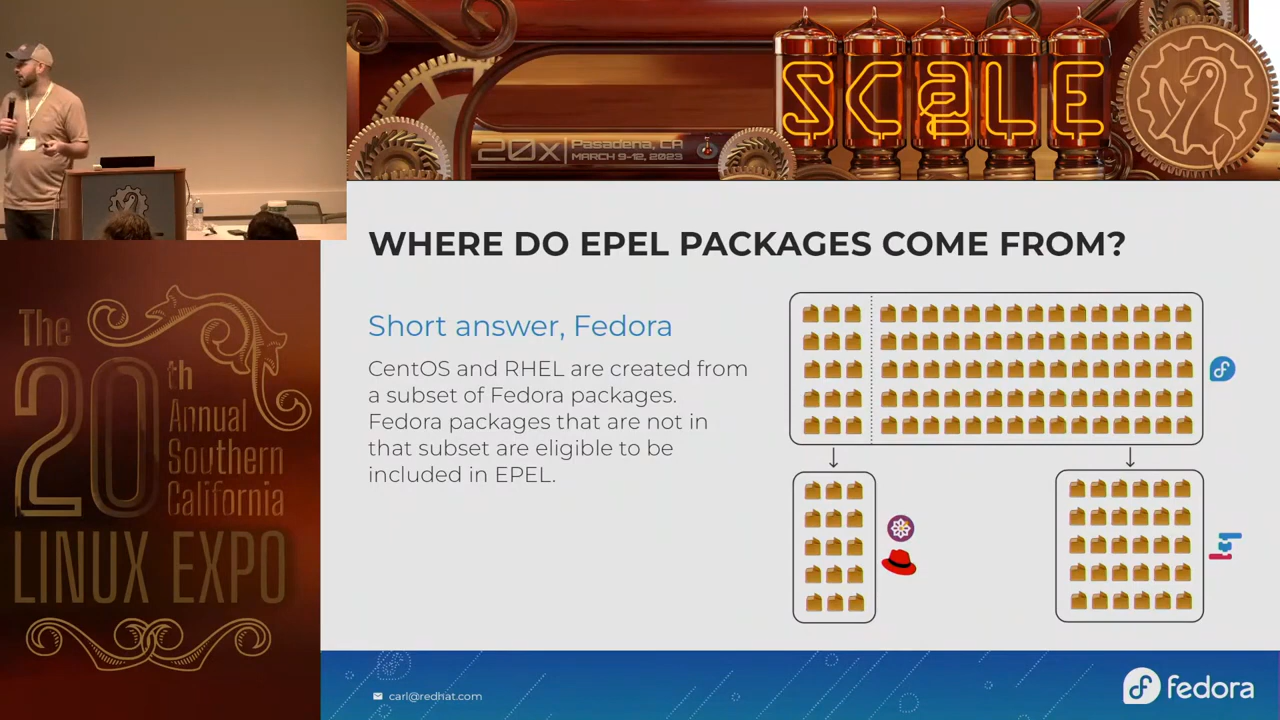 SCaLE
20x
Pasadena, CA
MARCH 9-12, 2023
The
20th
Annual
Southern
California
LINUX EXPO
WHERE DO EPEL PACKAGES COME FROM?
Short answer, Fedora
CentOS and RHEL are created from
a subset of Fedora packages.
Fedora packages that are not in
that subset are eligible to be
included in EPEL.
carl@redhat.com
fedora